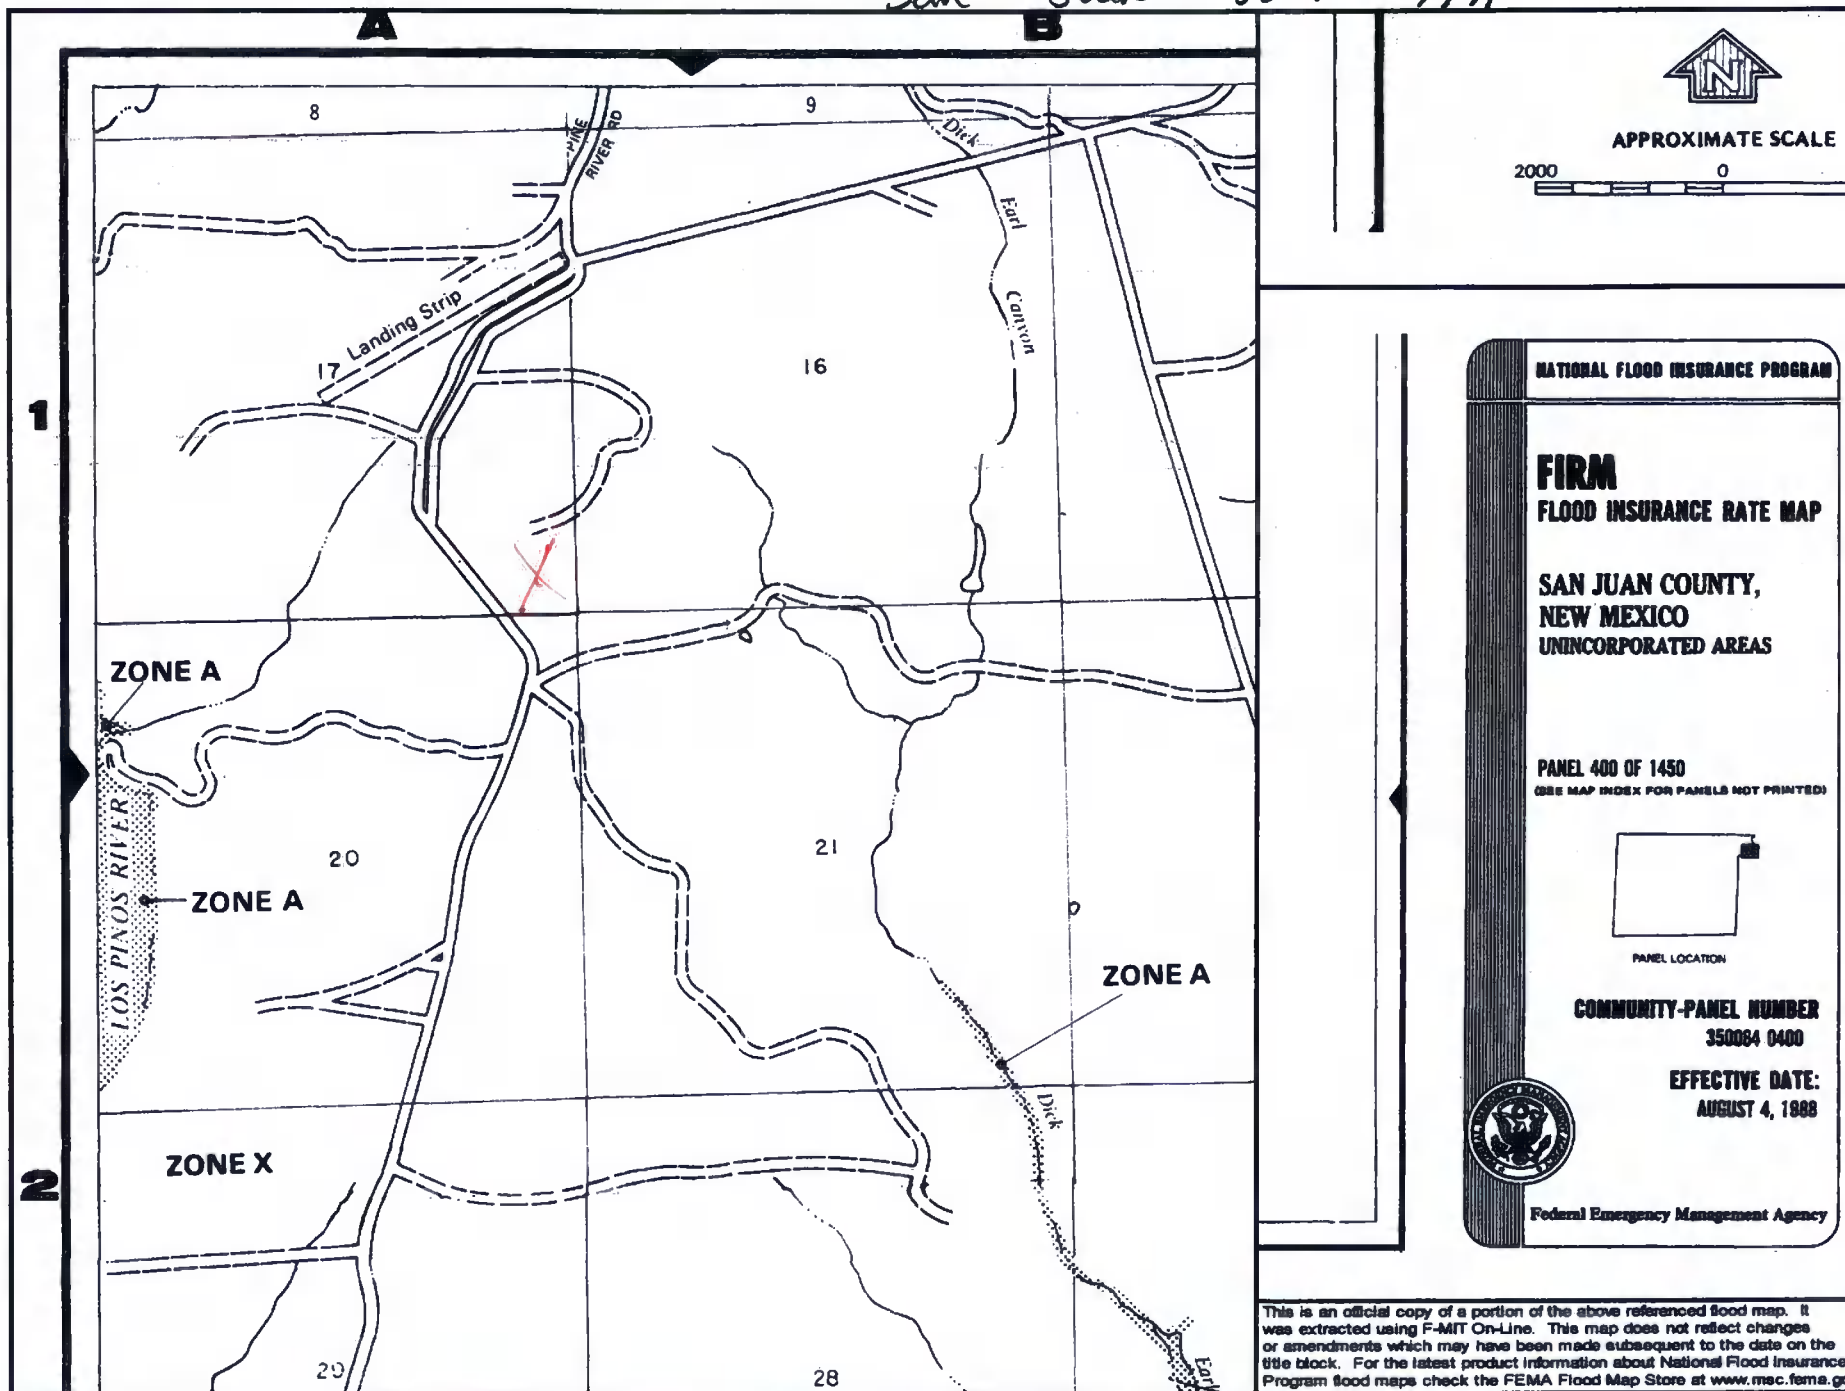 A
B
8
9
PINE
RIVER RD
Dick
Earl
Canyon
Landing Strip
17
16
1
ZONE A
LOS PINOS RIVER
20
ZONE A
21
ZONE A
Dick
ZONE X
2
29
28
Earl
N
APPROXIMATE SCALE
2000
0
NATIONAL FLOOD INSURANCE PROGRAM
FIRM
FLOOD INSURANCE RATE MAP
SAN JUAN COUNTY,
NEW MEXICO
UNINCORPORATED AREAS
PANEL 400 OF 1450
(SEE MAP INDEX FOR PANELS NOT PRINTED)
PANEL LOCATION
COMMUNITY-PANEL NUMBER
350064 0400
EFFECTIVE DATE:
AUGUST 4, 1988
Federal Emergency Management Agency
This is an official copy of a portion of the above referenced flood map. It
was extracted using F-MIT On-Line. This map does not reflect changes
or amendments which may have been made subsequent to the date on the
title block. For the latest product information about National Flood Insurance
Program flood maps check the FEMA Flood Map Store at www.msc.fema.g